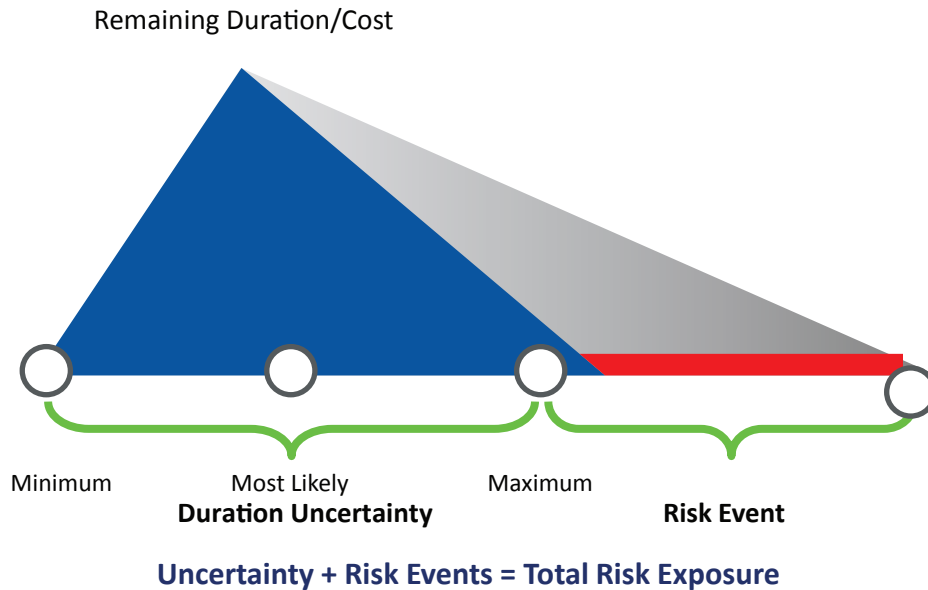 Remaining Duration/Cost
Minimum Most Likely Maximum
Duration Uncertainty Risk Event
Uncertainty + Risk Events = Total Risk Exposure